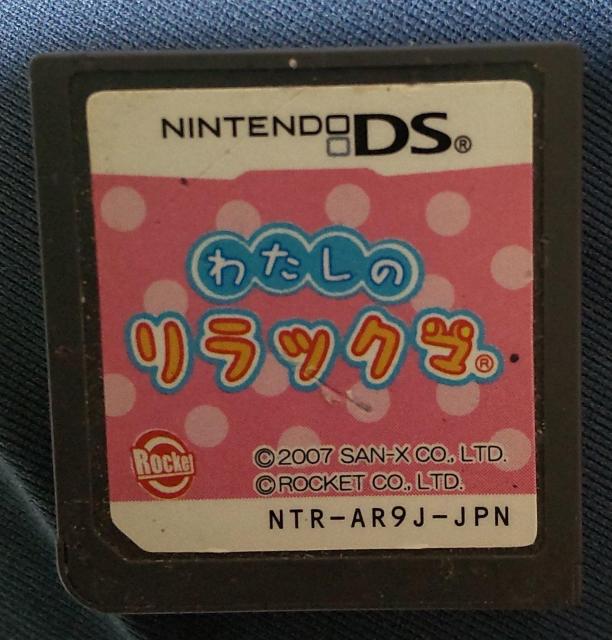 NINTENDO DS®
わたしの
リラックマ®
Rocket
©2007 SAN-X CO., LTD.
©ROCKET CO., LTD.
NTR-AR9J-JPN